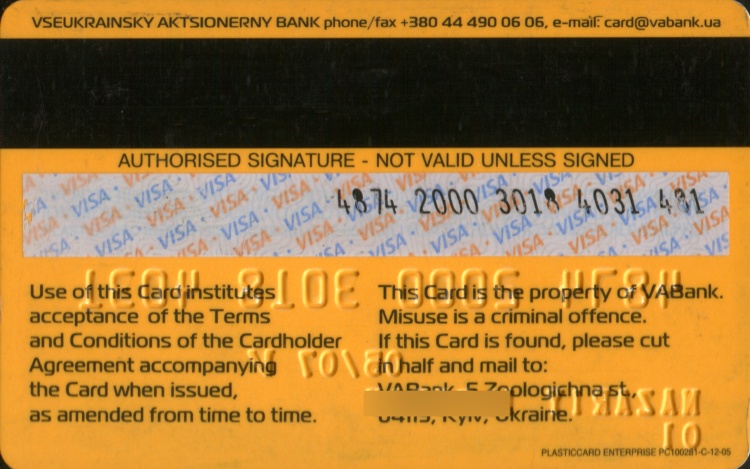 VSEUKRAINSKY AKTSIONERNY BANK phone/fax +380 44 490 06 06, e-mail: card@vabank.ua
AUTHORISED SIGNATURE - NOT VALID UNLESS SIGNED
VISA
4874 2000 3018 4031
Use of this Card institutes
acceptance of the Terms
and Conditions of the Cardholder
Agreement accompanying
the Card when issued,
as amended from time to time.
This Card is the property of VABank.
Misuse is a criminal offence.
If this Card is found, please cut
in half and mail to:
VABank, 5 Zoologichna st.,
04119, Kyiv, Ukraine.
PLASTICCARD ENTERPRISE PC100281-C-12-05